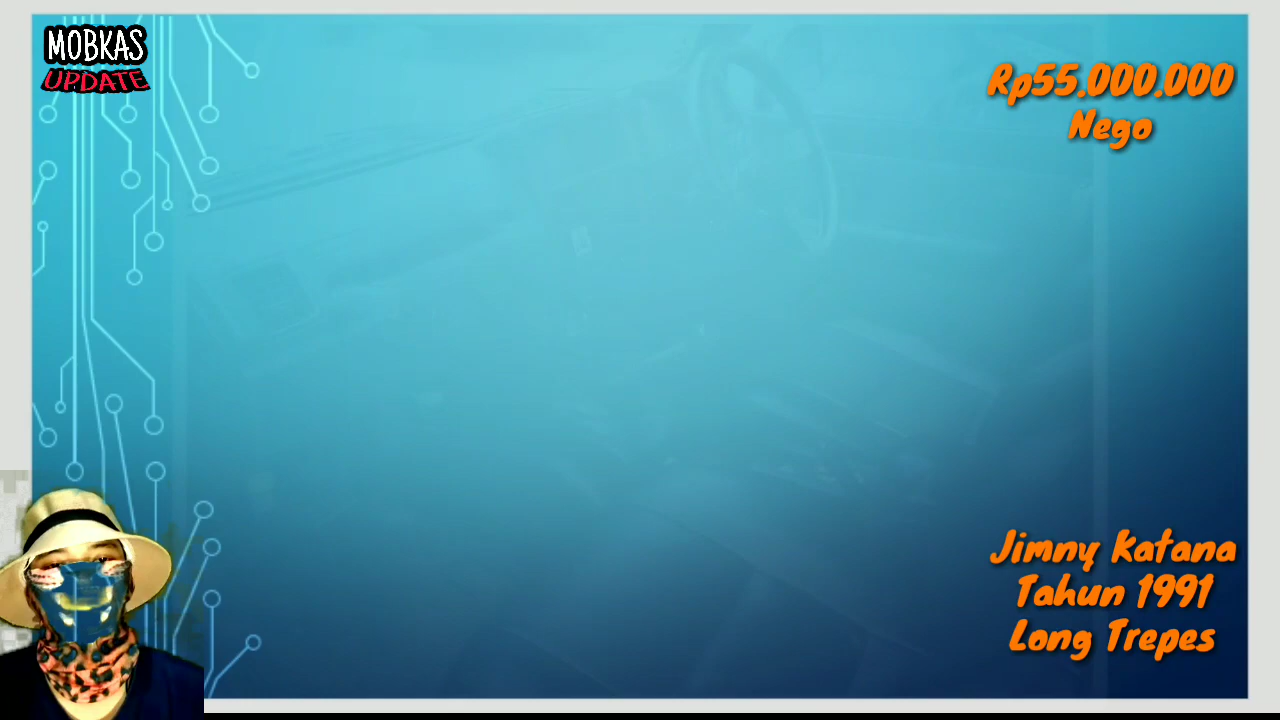 MOBKAS
UPDATE
Rp55.000.000
Nego
Jimny Katana
Tahun 1991
Long Trepes